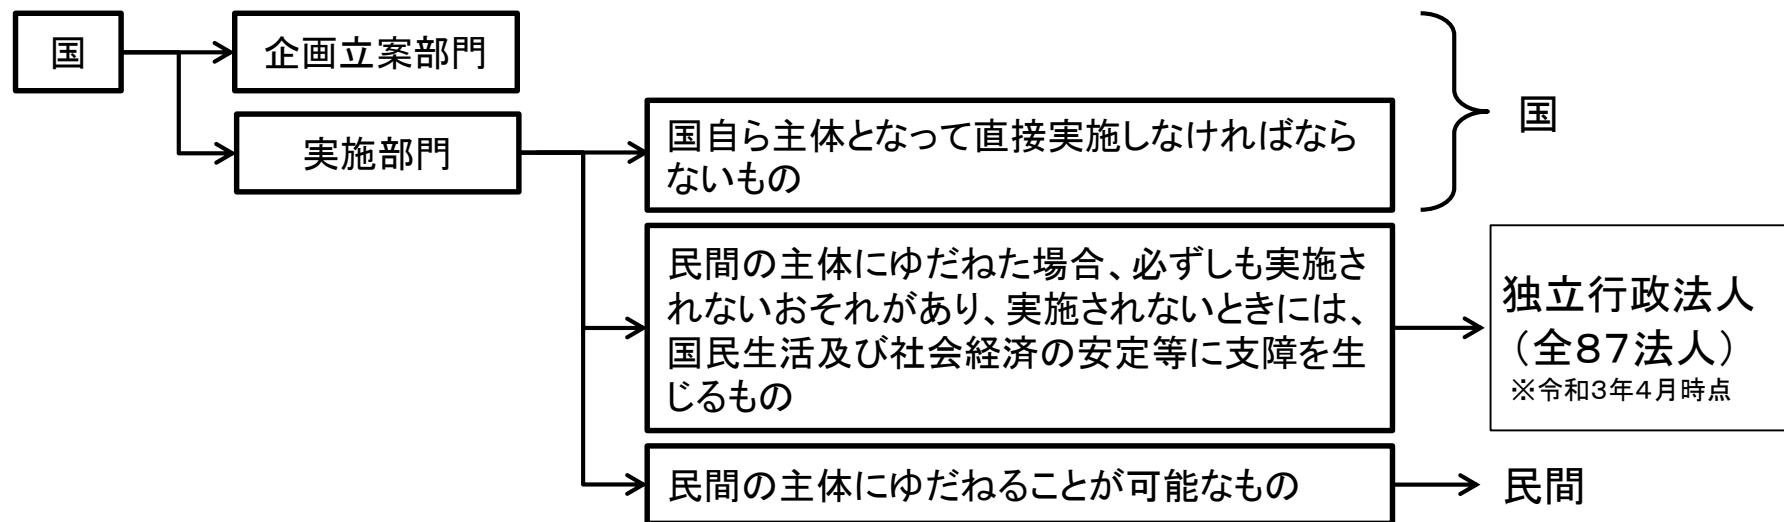 国
企画立案部門
実施部門
国自ら主体となって直接実施しなければなら
ないもの
国
民間の主体にゆだねた場合、必ずしも実施さ
れないおそれがあり、実施されないときには、
国民生活及び社会経済の安定等に支障を生
じるもの
独立行政法人
（全８７法人）
※令和3年4月時点
民間の主体にゆだねることが可能なもの
民間